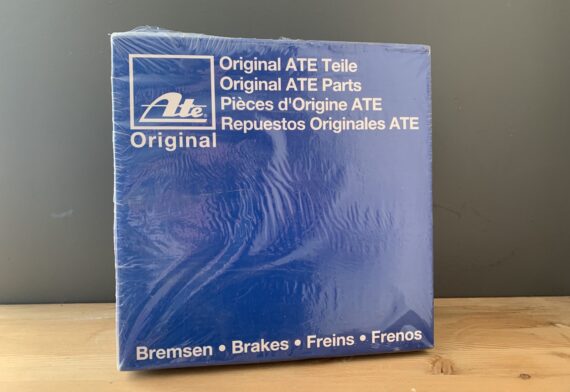 Ate
Original
Original ATE Teile
Original ATE Parts
Pièces d'Origine ATE
Repuestos Originales ATE
Bremsen • Brakes • Freins • Frenos